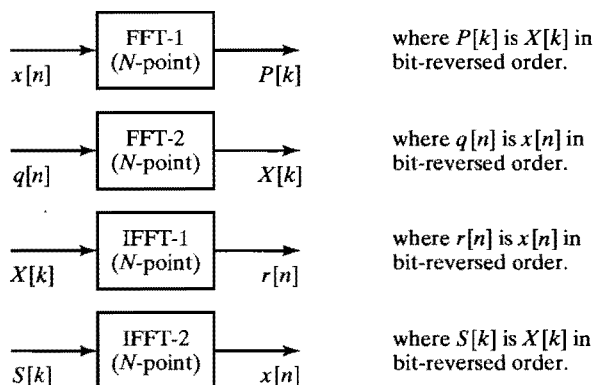 FFT-1
(N-point)
x[n]
P[k]
where P[k] is X[k] in
bit-reversed order.
FFT-2
(N-point)
q[n]
X[k]
where q[n] is x[n] in
bit-reversed order.
IFFT-1
(N-point)
X[k]
r[n]
where r[n] is x[n] in
bit-reversed order.
IFFT-2
(N-point)
S[k]
x[n]
where S[k] is X[k] in
bit-reversed order.